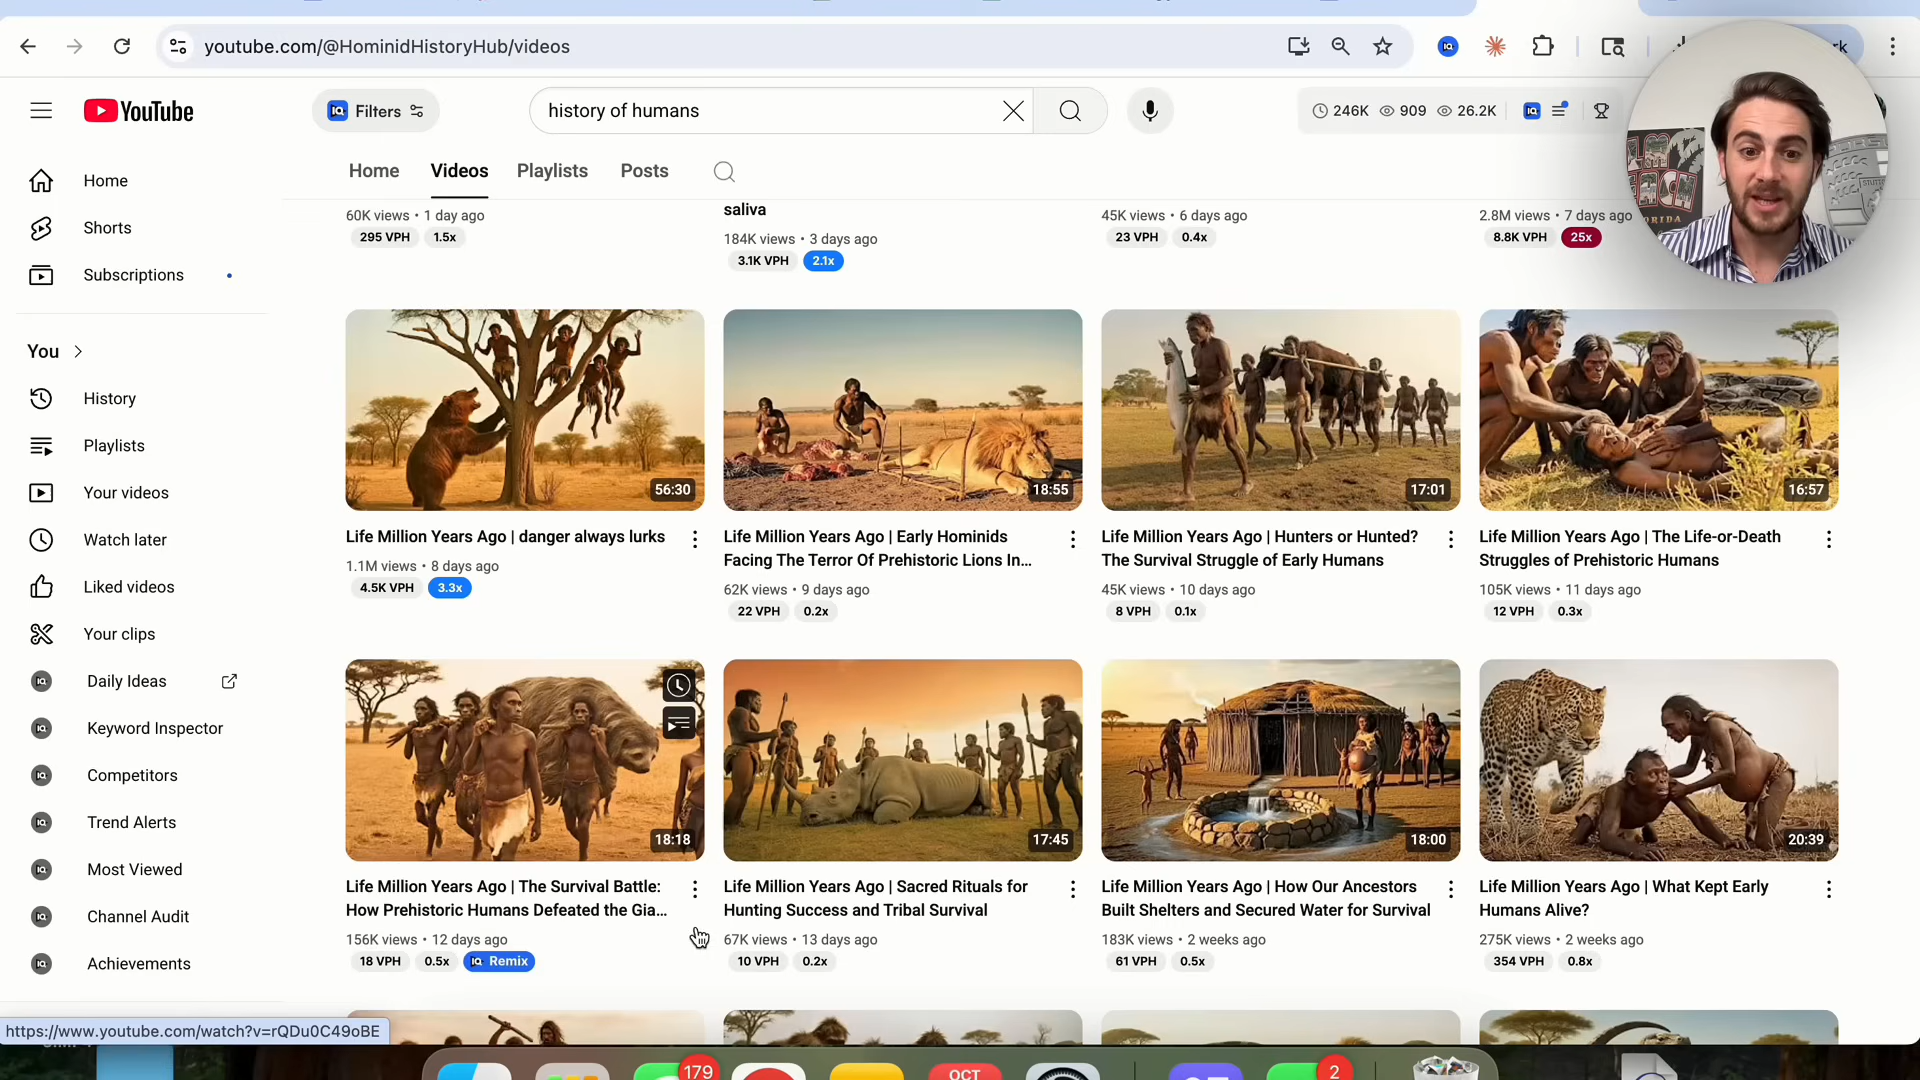 youtube.com/@HominidHistoryHub/videos
rk
YouTube
Filters
history of humans
246K 909 26.2K
Home
Videos
Playlists
Posts
Home
Shorts
Subscriptions
You
History
Playlists
Your videos
Watch later
Liked videos
Your clips
Daily Ideas
Keyword Inspector
Competitors
Trend Alerts
Most Viewed
Channel Audit
Achievements
60K views • 1 day ago
295 VPH 1.5x
saliva
184K views • 3 days ago
3.1K VPH 2.1x
45K views • 6 days ago
23 VPH 0.4x
2.8M views • 7 days ago
8.8K VPH 25x
56:30
Life Million Years Ago | danger always lurks
1.1M views • 8 days ago
4.5K VPH 3.3x
18:55
Life Million Years Ago | Early Hominids
Facing The Terror Of Prehistoric Lions In...
62K views • 9 days ago
22 VPH 0.2x
17:01
Life Million Years Ago | Hunters or Hunted?
The Survival Struggle of Early Humans
45K views • 10 days ago
8 VPH 0.1x
16:57
Life Million Years Ago | The Life-or-Death
Struggles of Prehistoric Humans
105K views • 11 days ago
12 VPH 0.3x
18:18
Life Million Years Ago | The Survival Battle:
How Prehistoric Humans Defeated the Gia...
156K views • 12 days ago
18 VPH 0.5x Remix
17:45
Life Million Years Ago | Sacred Rituals for
Hunting Success and Tribal Survival
67K views • 13 days ago
10 VPH 0.2x
18:00
Life Million Years Ago | How Our Ancestors
Built Shelters and Secured Water for Survival
183K views • 2 weeks ago
61 VPH 0.5x
20:39
Life Million Years Ago | What Kept Early
Humans Alive?
275K views • 2 weeks ago
354 VPH 0.8x
https://www.youtube.com/watch?v=rQDu0C49oBE
179
OCT
2